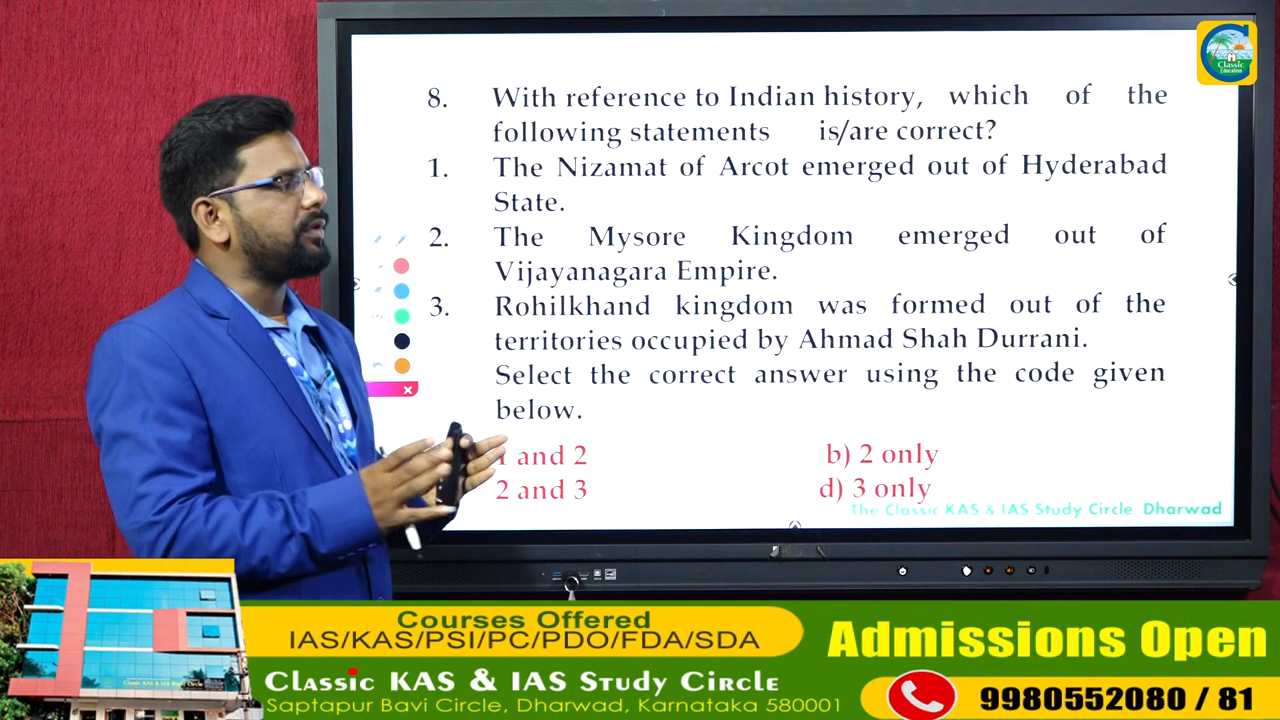 Classic
Education
8. With reference to Indian history, which of the
following statements is/are correct?
1. The Nizamat of Arcot emerged out of Hyderabad
State.
2. The Mysore Kingdom emerged out of
Vijayanagara Empire.
3. Rohilkhand kingdom was formed out of the
territories occupied by Ahmad Shah Durrani.
Select the correct answer using the code given
below.
1 and 2 b) 2 only
2 and 3 d) 3 only
The Classic KAS & IAS Study Circle Dharwad
Courses Offered
IAS/KAS/PSI/PC/PDO/FDA/SDA
Classic KAS & IAS Study Circle
Saptapur Bavi Circle, Dharwad, Karnataka 580001
Admissions Open
9980552080 / 81